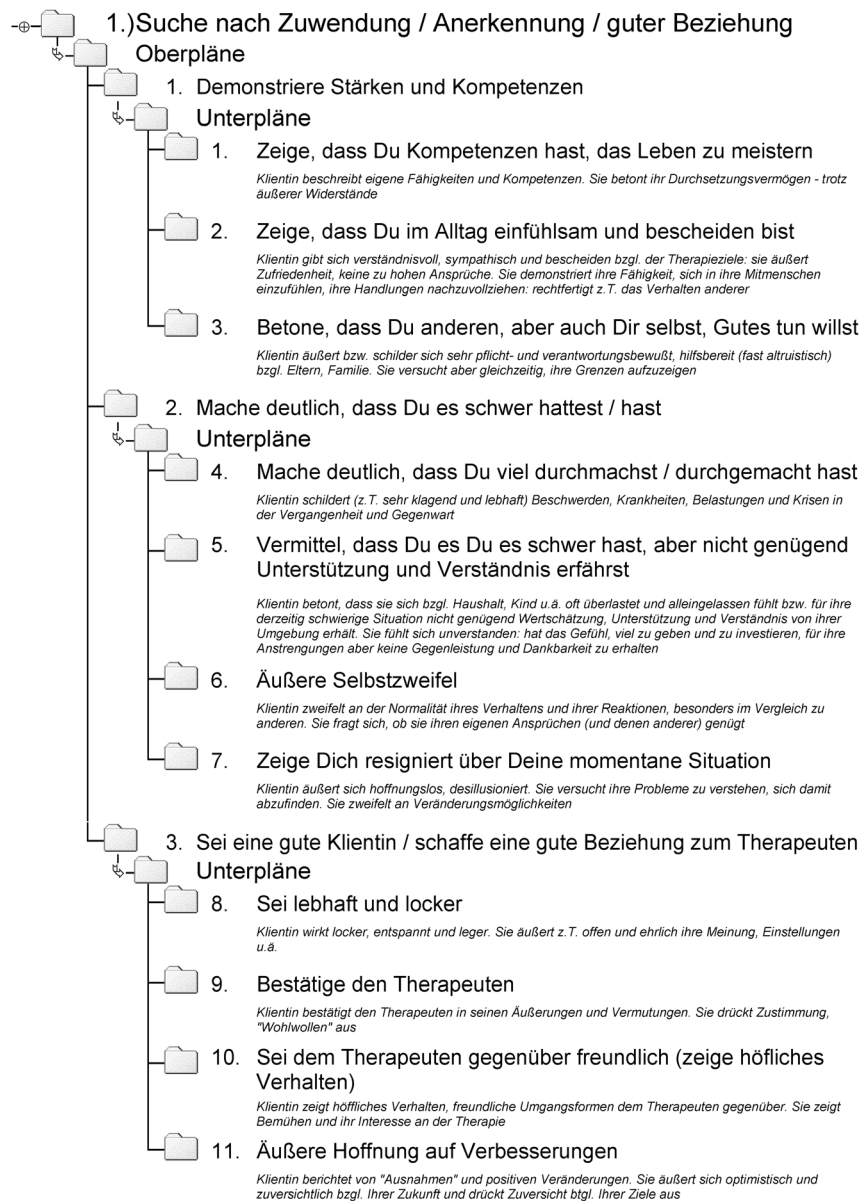 1.)Suche nach Zuwendung / Anerkennung / guter Beziehung
Oberpläne
1. Demonstriere Stärken und Kompetenzen
Unterpläne
1. Zeige, dass Du Kompetenzen hast, das Leben zu meistern
Klientin beschreibt eigene Fähigkeiten und Kompetenzen. Sie betont ihr Durchsetzungsvermögen - trotz
äußerer Widerstände
2. Zeige, dass Du im Alltag einfühlsam und bescheiden bist
Klientin gibt sich verständnisvoll, sympathisch und bescheiden bzgl. der Therapieziele: sie äußert
Zufriedenheit, keine zu hohen Ansprüche. Sie demonstriert ihre Fähigkeit, sich in ihre Mitmenschen
einzufühlen, ihre Handlungen nachzuvollziehen: rechtfertigt z.T. das Verhalten anderer
3. Betone, dass Du anderen, aber auch Dir selbst, Gutes tun willst
Klientin äußert bzw. schilder sich sehr pflicht- und verantwortungsbewußt, hilfsbereit (fast altruistisch)
bzgl. Eltern, Familie. Sie versucht aber gleichzeitig, ihre Grenzen aufzuzeigen
2. Mache deutlich, dass Du es schwer hattest / hast
Unterpläne
4. Mache deutlich, dass Du viel durchmachst / durchgemacht hast
Klientin schildert (z.T. sehr klagend und lebhaft) Beschwerden, Krankheiten, Belastungen und Krisen in
der Vergangenheit und Gegenwart
5. Vermittel, dass Du es Du es schwer hast, aber nicht genügend
Unterstützung und Verständnis erfährst
Klientin betont, dass sie sich bzgl. Haushalt, Kind u.ä. oft überlastet und alleingelassen fühlt bzw. für ihre
derzeitig schwierige Situation nicht genügend Wertschätzung, Unterstützung und Verständnis von ihrer
Umgebung erhält. Sie fühlt sich unverstanden: hat das Gefühl, viel zu geben und zu investieren, für ihre
Anstrengungen aber keine Gegenleistung und Dankbarkeit zu erhalten
6. Äußere Selbstzweifel
Klientin zweifelt an der Normalität ihres Verhaltens und ihrer Reaktionen, besonders im Vergleich zu
anderen. Sie fragt sich, ob sie ihren eigenen Ansprüchen (und denen anderer) genügt
7. Zeige Dich resigniert über Deine momentane Situation
Klientin äußert sich hoffnungslos, desillusioniert. Sie versucht ihre Probleme zu verstehen, sich damit
abzufinden. Sie zweifelt an Veränderungsmöglichkeiten
3. Sei eine gute Klientin / schaffe eine gute Beziehung zum Therapeuten
Unterpläne
8. Sei lebhaft und locker
Klientin wirkt locker, entspannt und leger. Sie äußert z.T. offen und ehrlich ihre Meinung, Einstellungen
u.ä.
9. Bestätige den Therapeuten
Klientin bestätigt den Therapeuten in seinen Äußerungen und Vermutungen. Sie drückt Zustimmung,
"Wohlwollen" aus
10. Sei dem Therapeuten gegenüber freundlich (zeige höfliches
Verhalten)
Klientin zeigt höffliches Verhalten, freundliche Umgangsformen dem Therapeuten gegenüber. Sie zeigt
Bemühen und ihr Interesse an der Therapie
11. Äußere Hoffnung auf Verbesserungen
Klientin berichtet von "Ausnahmen" und positiven Veränderungen. Sie äußert sich optimistisch und
zuversichtlich bzgl. Ihrer Zukunft und drückt Zuversicht btgl. Ihrer Ziele aus